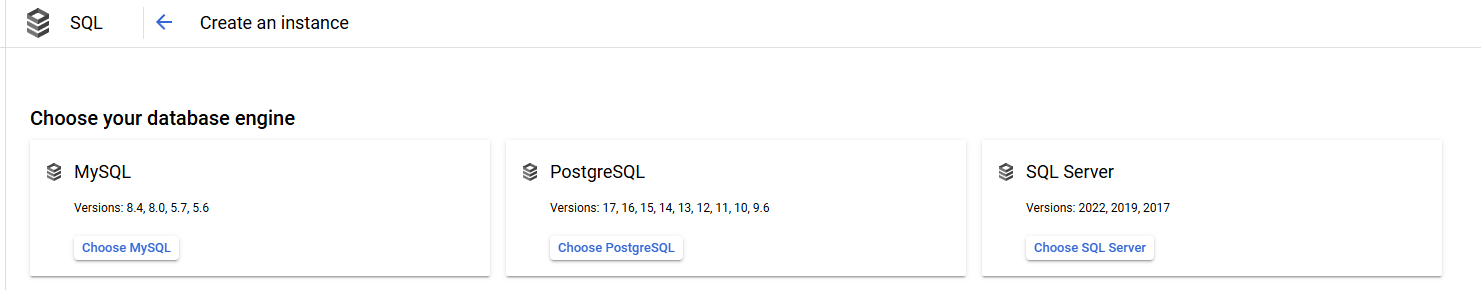 SQL
Create an instance
Choose your database engine
MySQL
Versions: 8.4, 8.0, 5.7, 5.6
Choose MySQL
PostgreSQL
Versions: 17, 16, 15, 14, 13, 12, 11, 10, 9.6
Choose PostgreSQL
SQL Server
Versions: 2022, 2019, 2017
Choose SQL Server